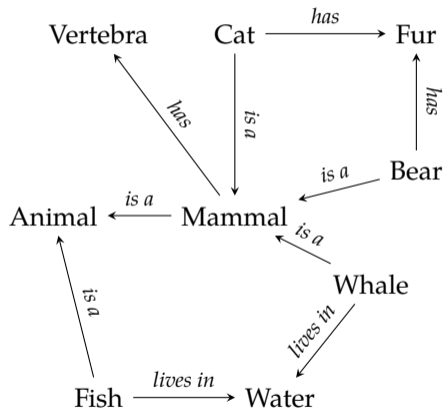 Vertebra
Cat
has
Fur
has
is a
has
Bear
is a
Animal
is a
Mammal
is a
Whale
is a
lives in
Fish
lives in
Water